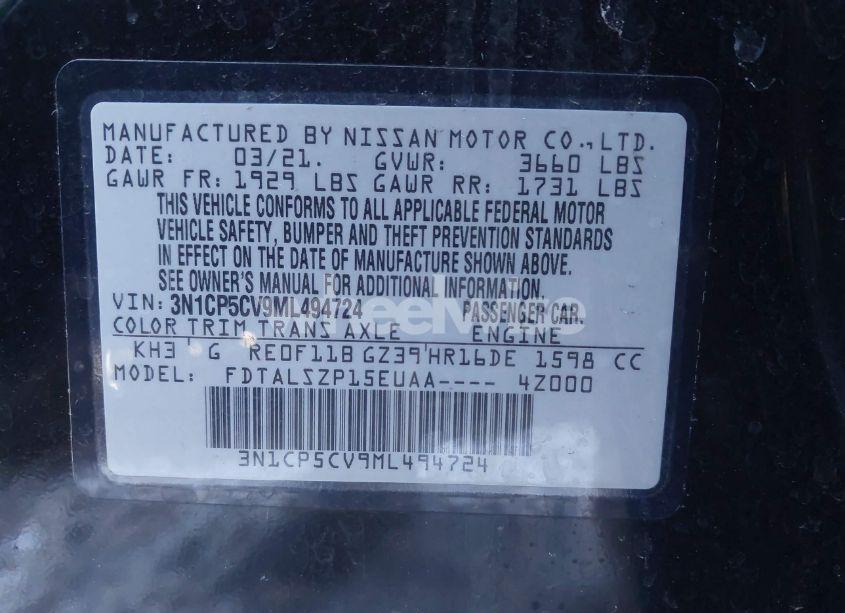 MANUFACTURED BY NISSAN MOTOR CO., LTD.
DATE: 03/21. GVWR: 3660 LBS
GAWR FR: 1929 LBS GAWR RR: 1731 LBS
THIS VEHICLE CONFORMS TO ALL APPLICABLE FEDERAL MOTOR
VEHICLE SAFETY, BUMPER AND THEFT PREVENTION STANDARDS
IN EFFECT ON THE DATE OF MANUFACTURE SHOWN ABOVE.
SEE OWNER'S MANUAL FOR ADDITIONAL INFORMATION.
VIN: 3N1CP5CV9ML494724 PASSENGER CAR.
COLOR TRIM TRANS AXLE ENGINE
KH3 G RE0F11B GZ39 HR16DE 1598 CC
MODEL: FDTALSZP15EUAA---- 4Z000
3N1CP5CV9ML494724